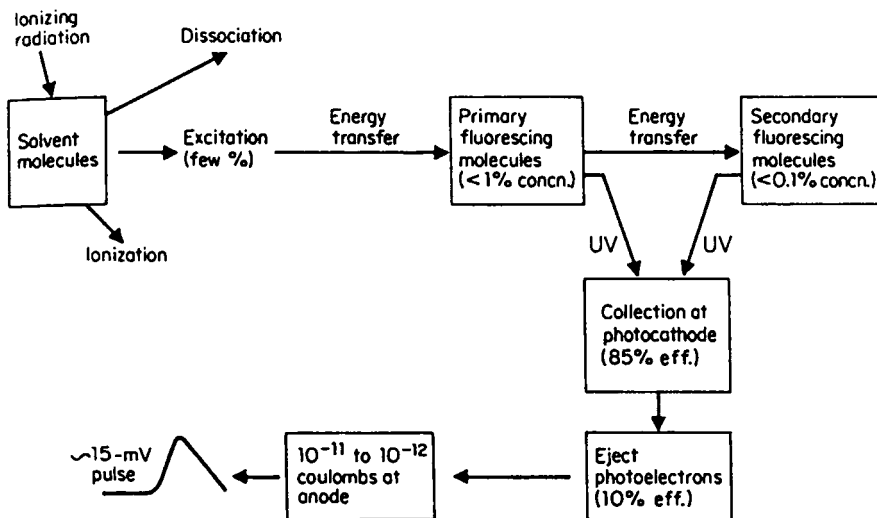 Ionizing
radiation
Dissociation
Solvent
molecules
Excitation
(few %)
Energy
transfer
Primary
fluorescing
molecules
(<1% concn.)
Energy
transfer
Secondary
fluorescing
molecules
(<0.1% concn.)
Ionization
UV
UV
Collection at
photocathode
(85% eff.)
Eject
photoelectrons
(10% eff.)
10⁻¹¹ to 10⁻¹²
coulombs at
anode
~15-mV
pulse